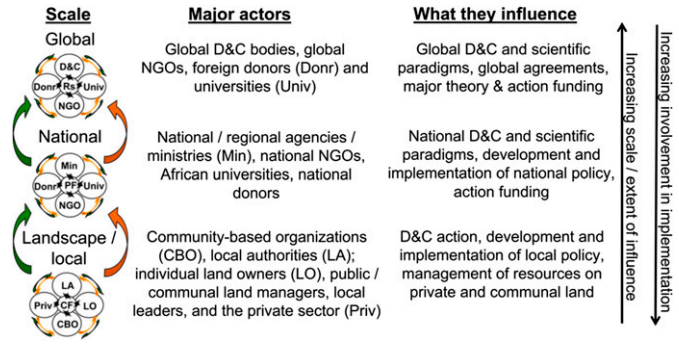 Scale
Major actors
What they influence
Global
D&C
Donr
Rs
Univ
NGO
Global D&C bodies, global
NGOs, foreign donors (Donr) and
universities (Univ)
Global D&C and scientific
paradigms, global agreements,
major theory & action funding
National
Min
Donr
PF
Univ
NGO
National / regional agencies /
ministries (Min), national NGOs,
African universities, national
donors
National D&C and scientific
paradigms, development and
implementation of national policy,
action funding
Landscape /
local
LA
Priv
CF
LO
CBO
Community-based organizations
(CBO), local authorities (LA);
individual land owners (LO), public /
communal land managers, local
leaders, and the private sector (Priv)
D&C action, development and
implementation of local policy,
management of resources on
private and communal land
Increasing scale / extent
of influence
Increasing involvement in implementation